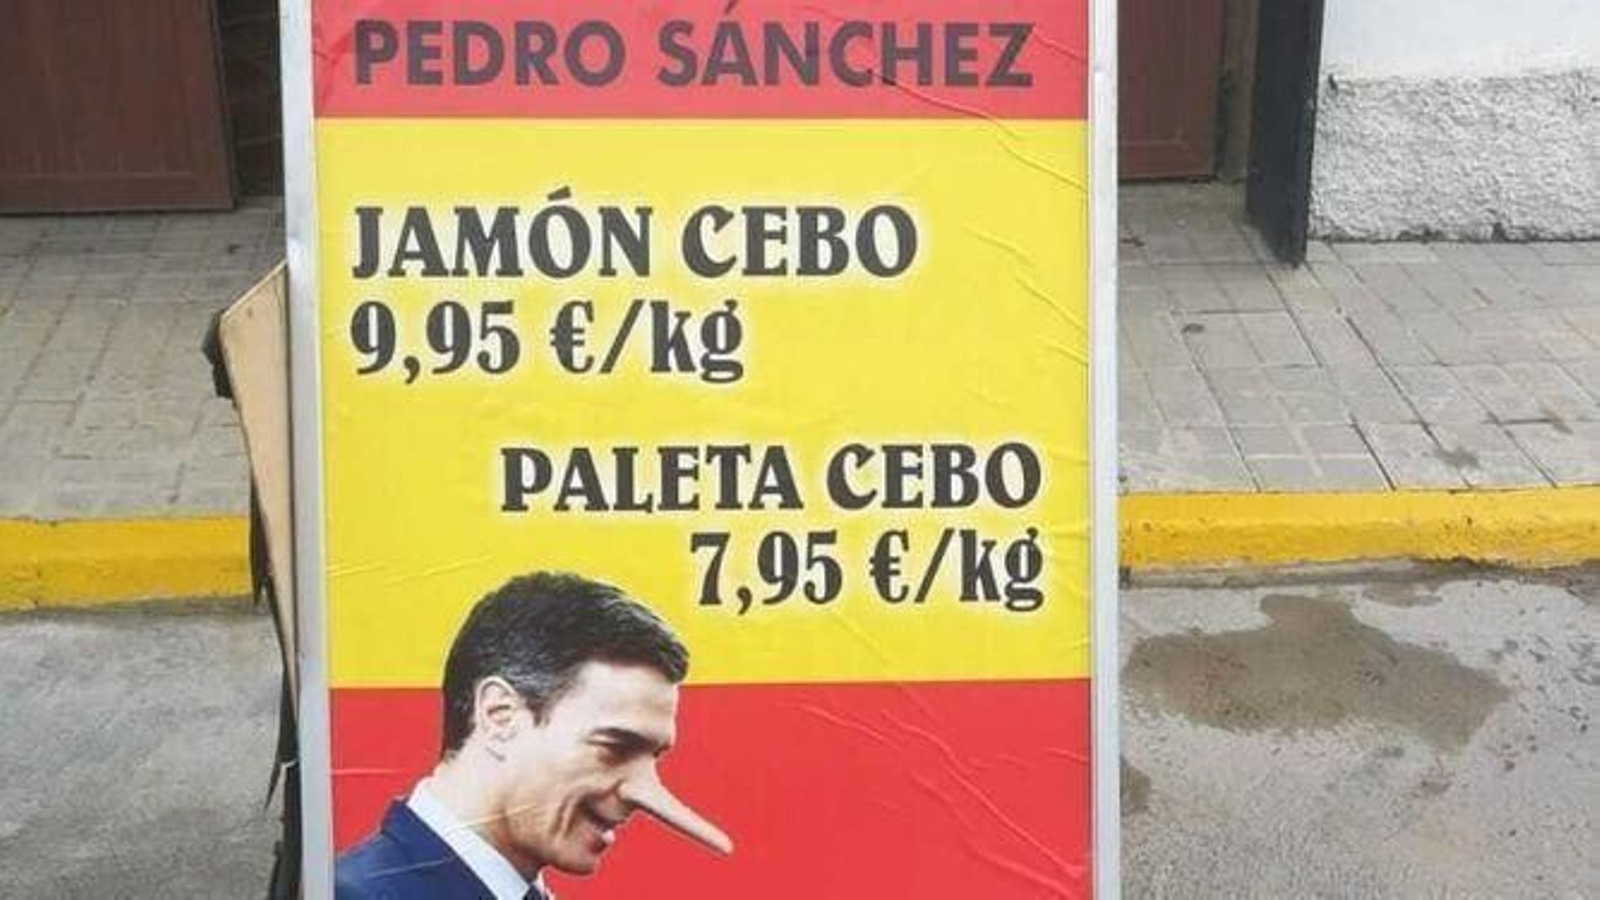 PEDRO SÁNCHEZ
JAMÓN CEBO
9,95 €/kg
PALETA CEBO
7,95 €/kg